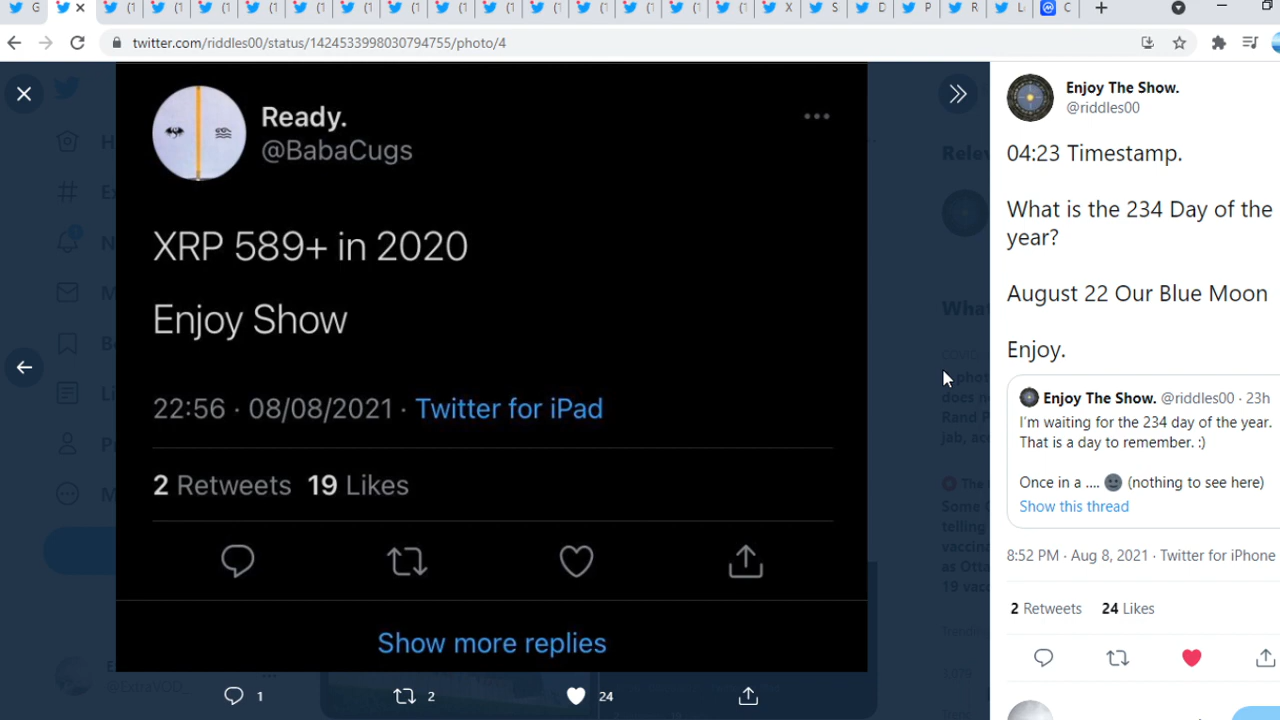 twitter.com/riddles00/status/1424533998030794755/photo/4
Ready.
@BabaCugs
XRP 589+ in 2020
Enjoy Show
22:56 · 08/08/2021 · Twitter for iPad
2 Retweets 19 Likes
Show more replies
1
2
24
Enjoy The Show.
@riddles00
04:23 Timestamp.
What is the 234 Day of the
year?
August 22 Our Blue Moon
Enjoy.
Enjoy The Show. @riddles00 · 23h
I'm waiting for the 234 day of the year.
That is a day to remember. :)
Once in a .... (nothing to see here)
Show this thread
8:52 PM · Aug 8, 2021 · Twitter for iPhone
2 Retweets 24 Likes